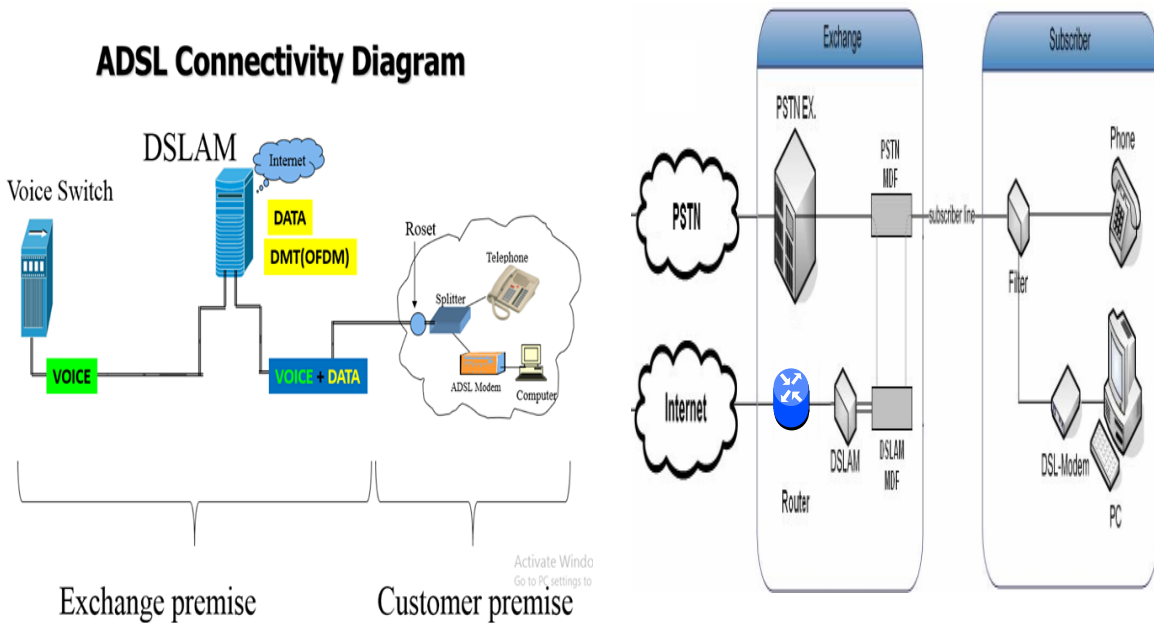 ADSL Connectivity Diagram
DSLAM
Internet
Voice Switch
DATA
DMT(OFDM)
Roset
Telephone
Splitter
VOICE
VOICE + DATA
ADSL Modem
Computer
Activate Windo
Go to PC settings to
Exchange premise
Customer premise
Exchange
Subscriber
PSTN EX.
PSTN
MDF
Phone
PSTN
subscriber line
Filter
Internet
DSLAM
DSLAM
MDF
DSL-Modem
Router
PC